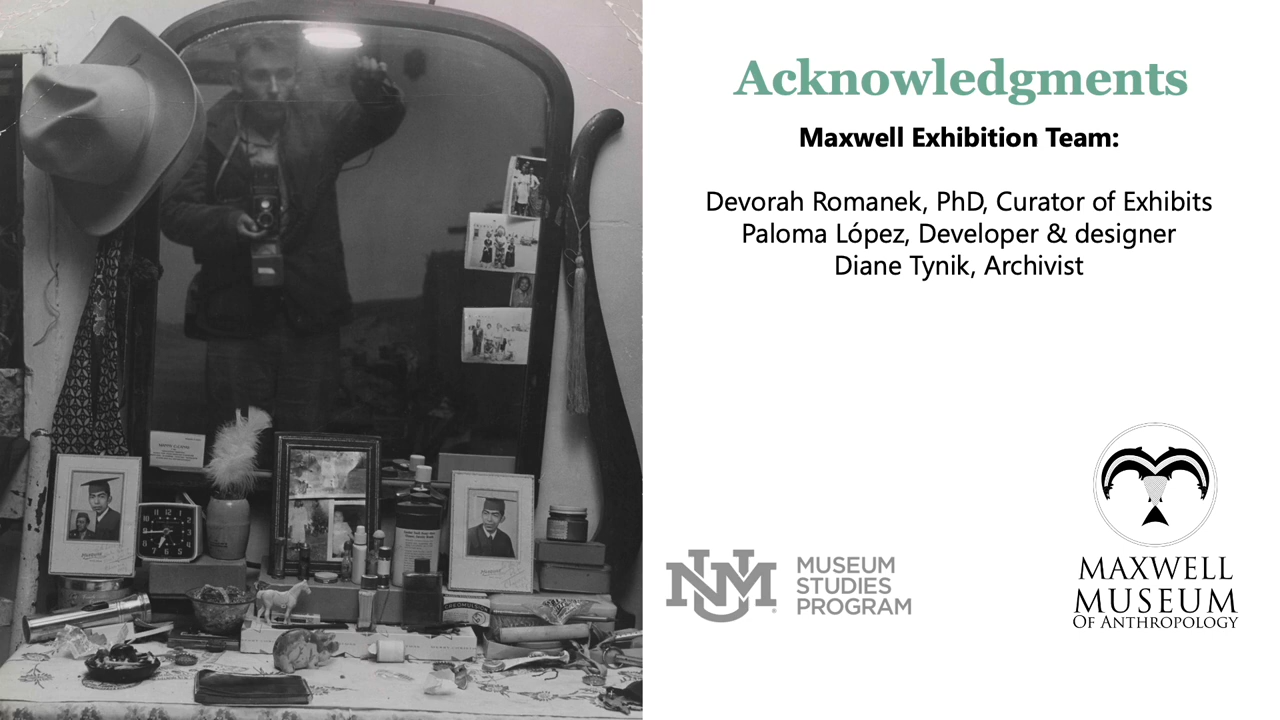 Acknowledgments
Maxwell Exhibition Team:
Devorah Romanek, PhD, Curator of Exhibits
Paloma López, Developer & designer
Diane Tynik, Archivist
UNM
MUSEUM
STUDIES
PROGRAM
MAXWELL
MUSEUM
OF ANTHROPOLOGY